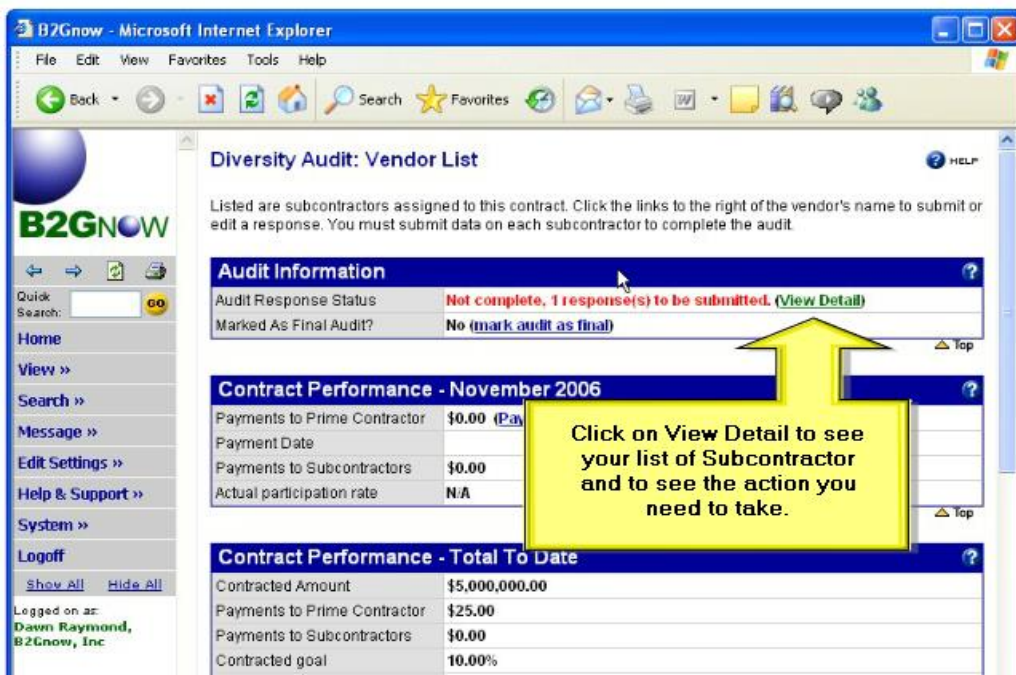 B2Gnow - Microsoft Internet Explorer
File Edit View Favorites Tools Help
Back Search Favorites
B2GNOW
Quick Search: GO
Home
View »
Search »
Message »
Edit Settings »
Help & Support »
System »
Logoff
Show All Hide All
Logged on as:
Dawn Raymond,
B2Gnow, Inc
Diversity Audit: Vendor List
HELP
Listed are subcontractors assigned to this contract. Click the links to the right of the vendor's name to submit or
edit a response. You must submit data on each subcontractor to complete the audit.
Audit Information ?
Audit Response Status Not complete, 1 response(s) to be submitted. (View Detail)
Marked As Final Audit? No (mark audit as final)
Top
Contract Performance - November 2006 ?
Payments to Prime Contractor $0.00
Payment Date
Payments to Subcontractors $0.00
Actual participation rate N/A
Top
Click on View Detail to see
your list of Subcontractor
and to see the action you
need to take.
Contract Performance - Total To Date ?
Contracted Amount $5,000,000.00
Payments to Prime Contractor $25.00
Payments to Subcontractors $0.00
Contracted goal 10.00%